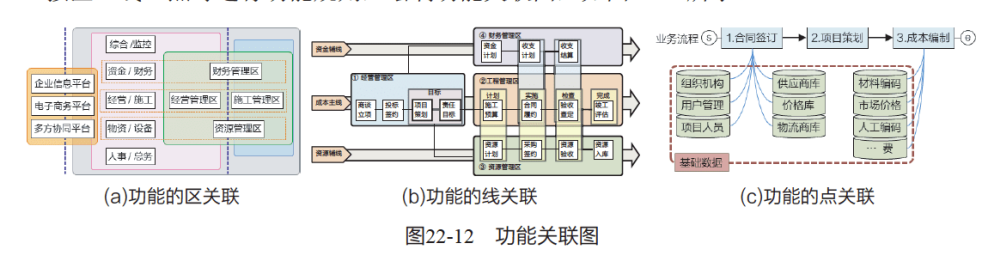 综合/监控
资金/财务
财务管理区
企业信息平台
电子商务平台
多方协同平台
经营/施工
经营管理区
施工管理区
物资/设备
资源管理区
人事/总务
(a)功能的区关联
资金辅线
成本主线
资源辅线
④ 财务管理区
资金计划
收支计划
收支结算
① 经营管理区
商谈立项
投标签约
目标
项目策划
责任目标
②工程管理区
计划
实施
检查
完成
施工预算
合同履约
验收查定
竣工评估
资源计划
采购签约
资源验收
资源入库
③ 资源管理区
(b)功能的线关联
业务流程
S
1.合同签订
2.项目策划
3.成本编制
组织机构
用户管理
项目人员
供应商库
价格库
物流商库
材料编码
市场价格
人工编码
… 费
基础数据
(c)功能的点关联
图22-12 功能关联图